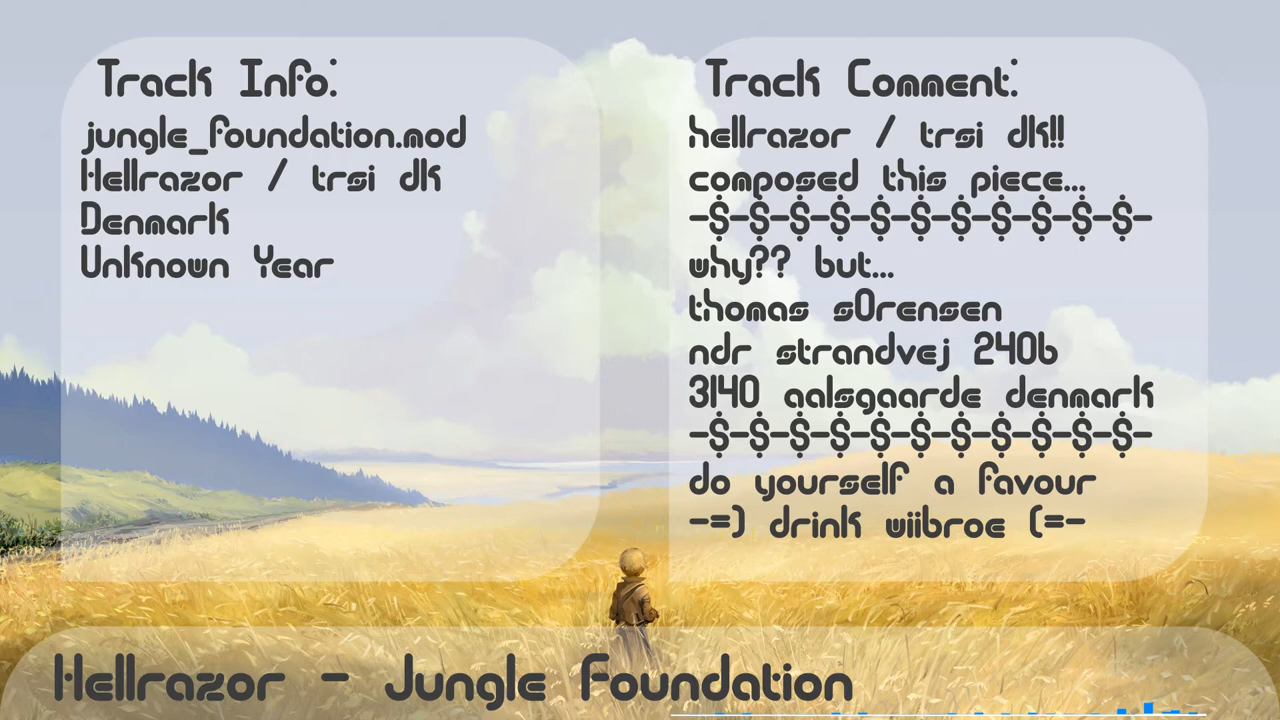 Track Info:
jungle_foundation.mod
Hellrazor / trsi dk
Denmark
Unknown Year
Track Comment:
hellrazor / trsi dk!!
composed this piece...
-$-$-$-$-$-$-$-$-$-$-$-
why?? but...
thomas s0rensen
ndr strandvej 240b
3140 aalsgaarde denmark
-$-$-$-$-$-$-$-$-$-$-$-
do yourself a favour
-=) drink wiibroe (=-
Hellrazor - Jungle Foundation